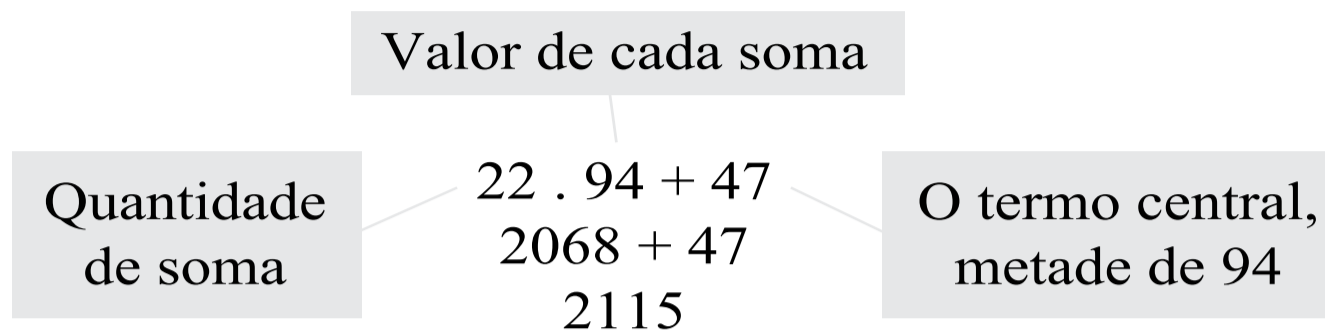 Valor de cada soma
Quantidade
de soma
22 . 94 + 47
2068 + 47
2115
O termo central,
metade de 94